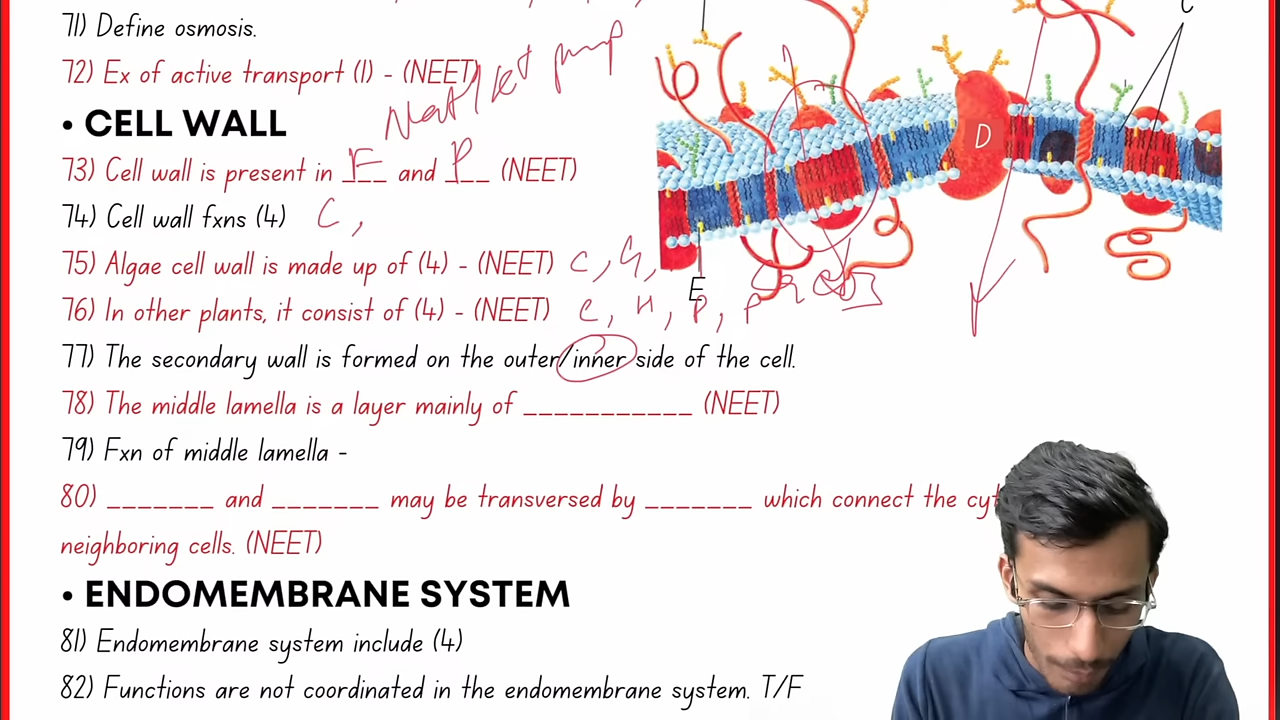 71) Define osmosis.
72) Ex of active transport (1) - (NEET)
Na+/K+ pump
• CELL WALL
73) Cell wall is present in F and P (NEET)
74) Cell wall fxns (4) C,
75) Algae cell wall is made up of (4) - (NEET) C, G,
76) In other plants, it consist of (4) - (NEET) C, H, P, P
77) The secondary wall is formed on the outer/inner side of the cell.
78) The middle lamella is a layer mainly of ___________ (NEET)
79) Fxn of middle lamella -
80) _______ and _______ may be transversed by _______ which connect the cyt
neighboring cells. (NEET)
• ENDOMEMBRANE SYSTEM
81) Endomembrane system include (4)
82) Functions are not coordinated in the endomembrane system. T/F
D
E